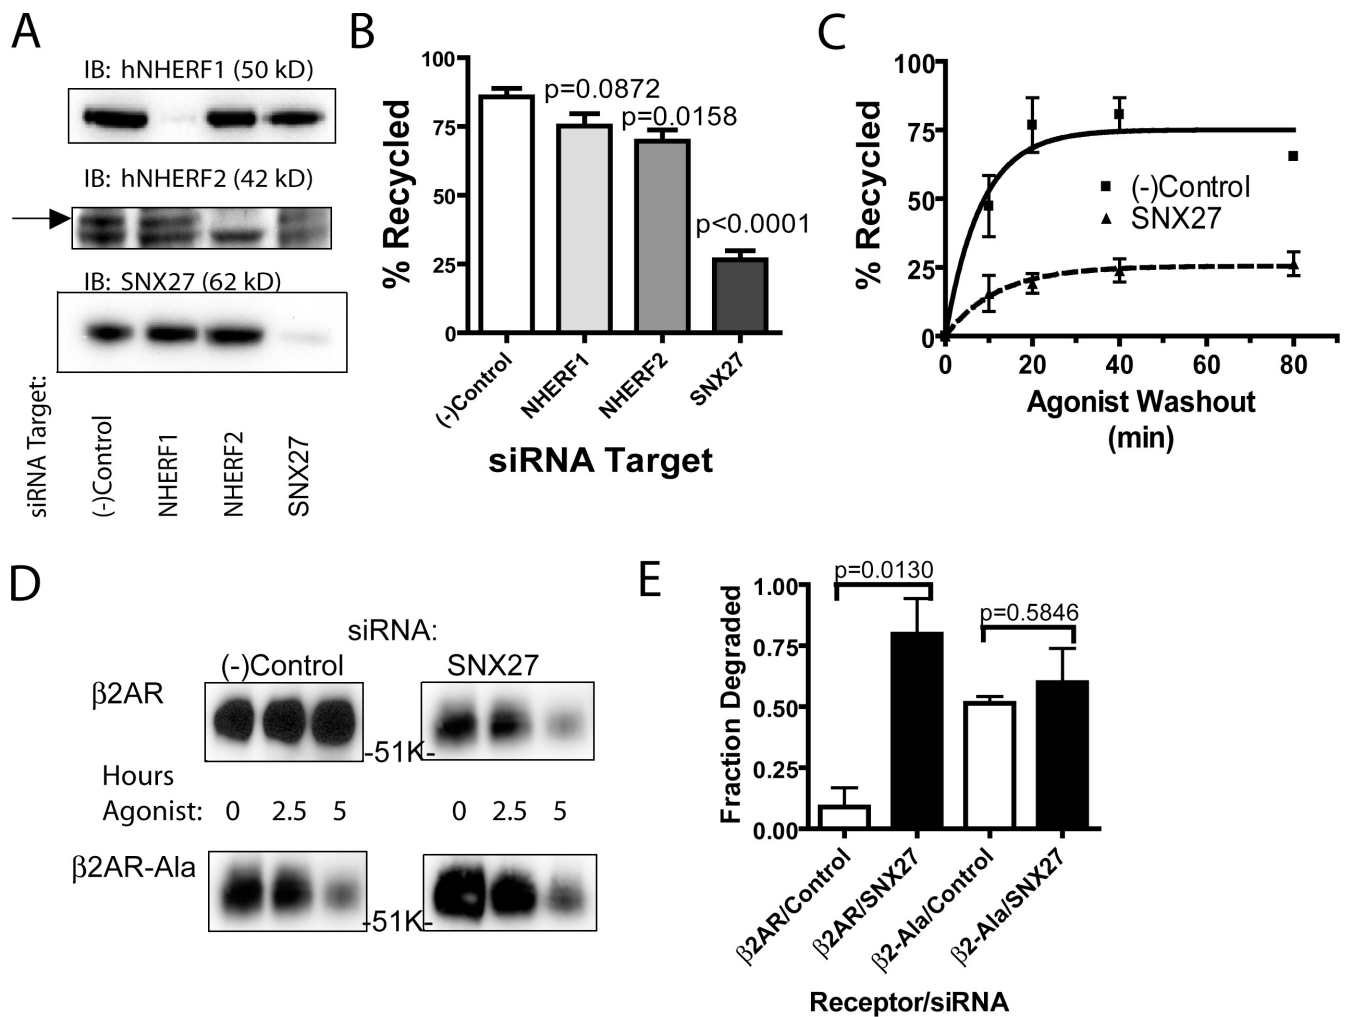 A
IB: hNHERF1 (50 kD)
IB: hNHERF2 (42 kD)
IB: SNX27 (62 kD)
siRNA Target:
(-)Control
NHERF1
NHERF2
SNX27
B
% Recycled
100
75
50
25
0
p=0.0872
p=0.0158
p<0.0001
(-)Control
NHERF1
NHERF2
SNX27
siRNA Target
C
% Recycled
100
75
50
25
0
(-)Control
SNX27
0 20 40 60 80
Agonist Washout
(min)
D
siRNA:
(-)Control SNX27
β2AR
-51K-
Hours
Agonist: 0 2.5 5 0 2.5 5
β2AR-Ala
-51K-
E
Fraction Degraded
1.00
0.75
0.50
0.25
0.00
p=0.0130
p=0.5846
β2AR/Control
β2AR/SNX27
β2-Ala/Control
β2-Ala/SNX27
Receptor/siRNA